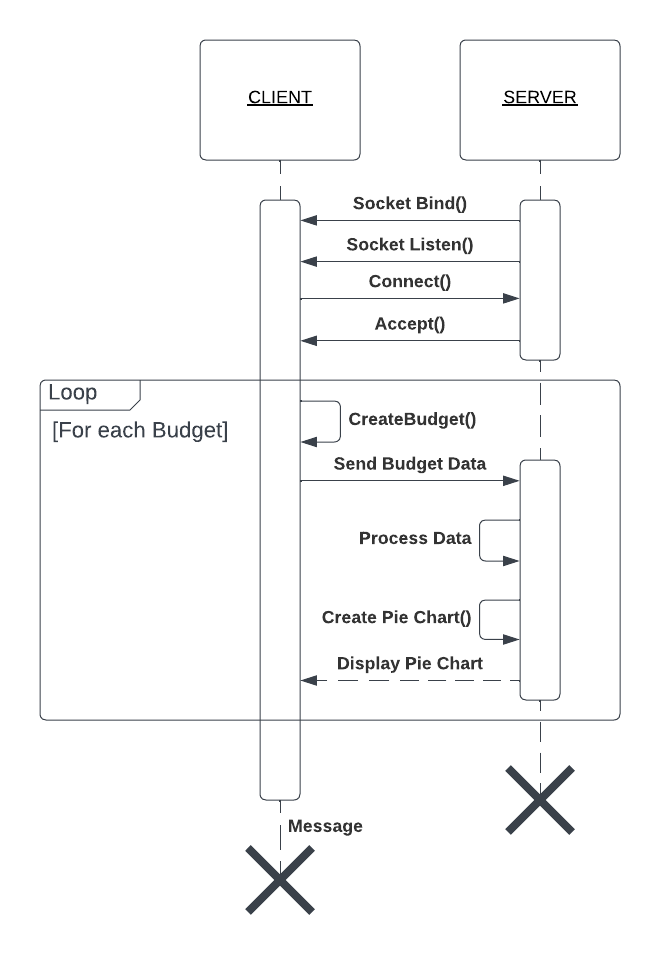 CLIENT
SERVER
Socket Bind()
Socket Listen()
Connect()
Accept()
Loop
[For each Budget]
CreateBudget()
Send Budget Data
Process Data
Create Pie Chart()
Display Pie Chart
Message